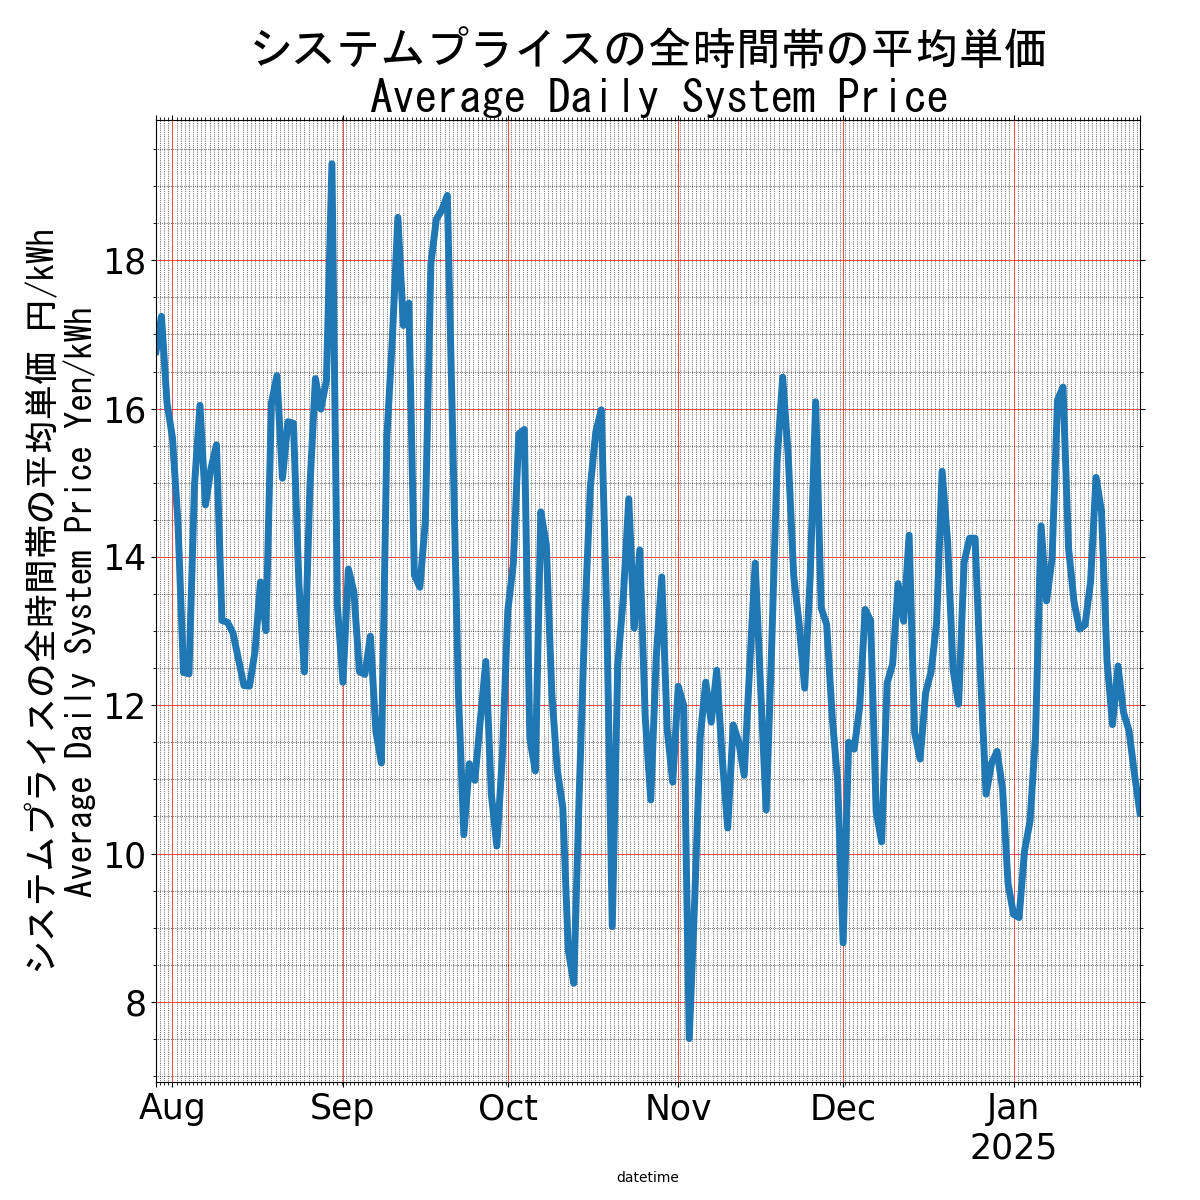 システムプライスの全時間帯の平均単価
Average Daily System Price
システムプライスの全時間帯の平均単価 円/kWh
Average Daily System Price Yen/kWh
18
16
14
12
10
8
Aug
Sep
Oct
Nov
Dec
Jan
2025
datetime